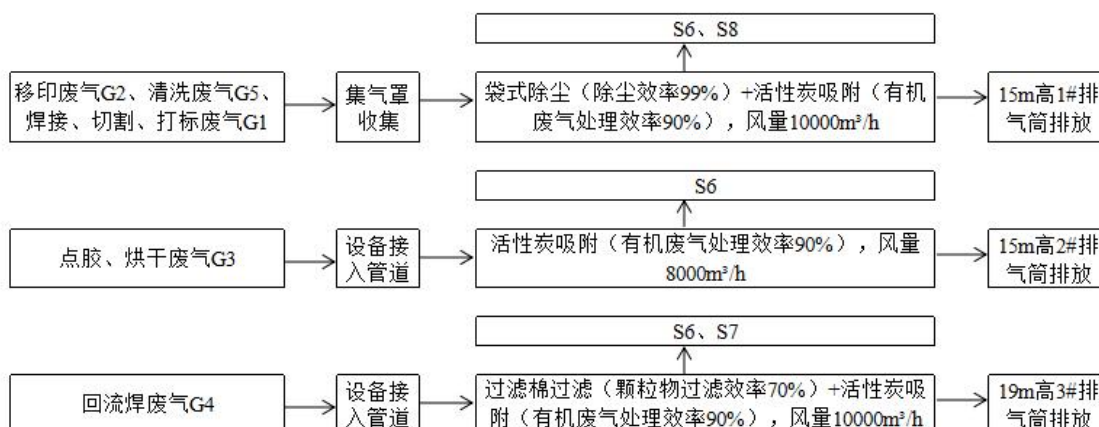 S6、S8
移印废气G2、清洗废气G5、
焊接、切割、打标废气G1
集气罩
收集
袋式除尘（除尘效率99%）+活性炭吸附（有机
废气处理效率90%），风量10000m³/h
15m高1#排
气筒排放
S6
点胶、烘干废气G3
设备接
入管道
活性炭吸附（有机废气处理效率90%），风量
8000m³/h
15m高2#排
气筒排放
S6、S7
回流焊废气G4
设备接
入管道
过滤棉过滤（颗粒物过滤效率70%）+活性炭吸
附（有机废气处理效率90%），风量10000m³/h
19m高3#排
气筒排放